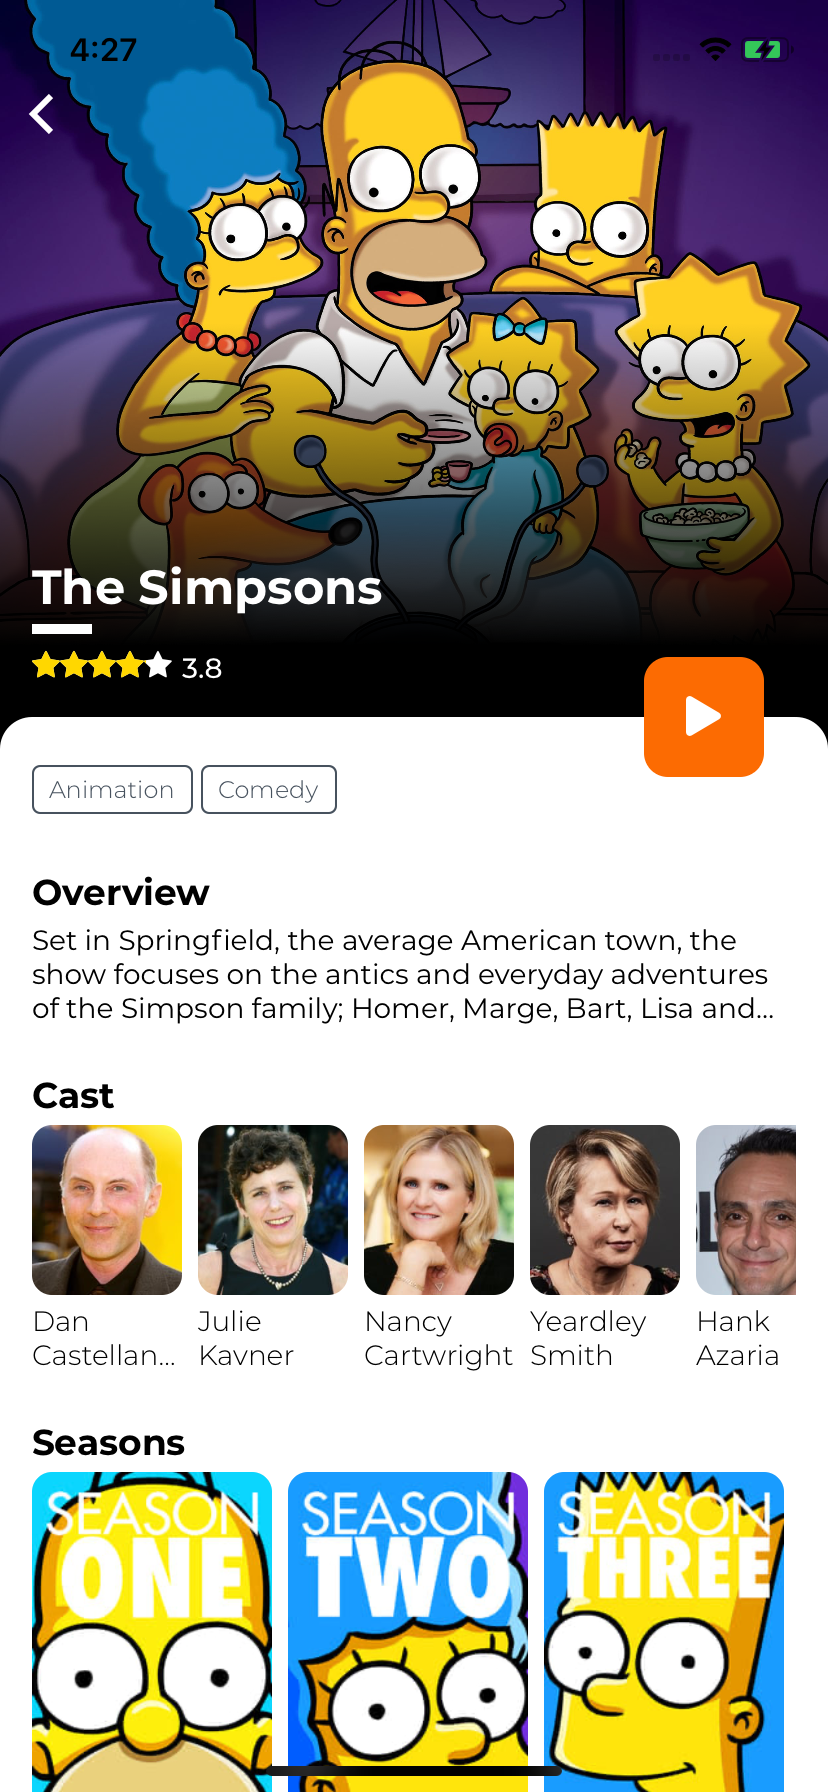 4:27
The Simpsons
3.8
Animation
Comedy
Overview
Set in Springfield, the average American town, the
show focuses on the antics and everyday adventures
of the Simpson family; Homer, Marge, Bart, Lisa and...
Cast
Dan
Castellan...
Julie
Kavner
Nancy
Cartwright
Yeardley
Smith
Hank
Azaria
Seasons
SEASON
ONE
SEASON
TWO
SEASON
THREE